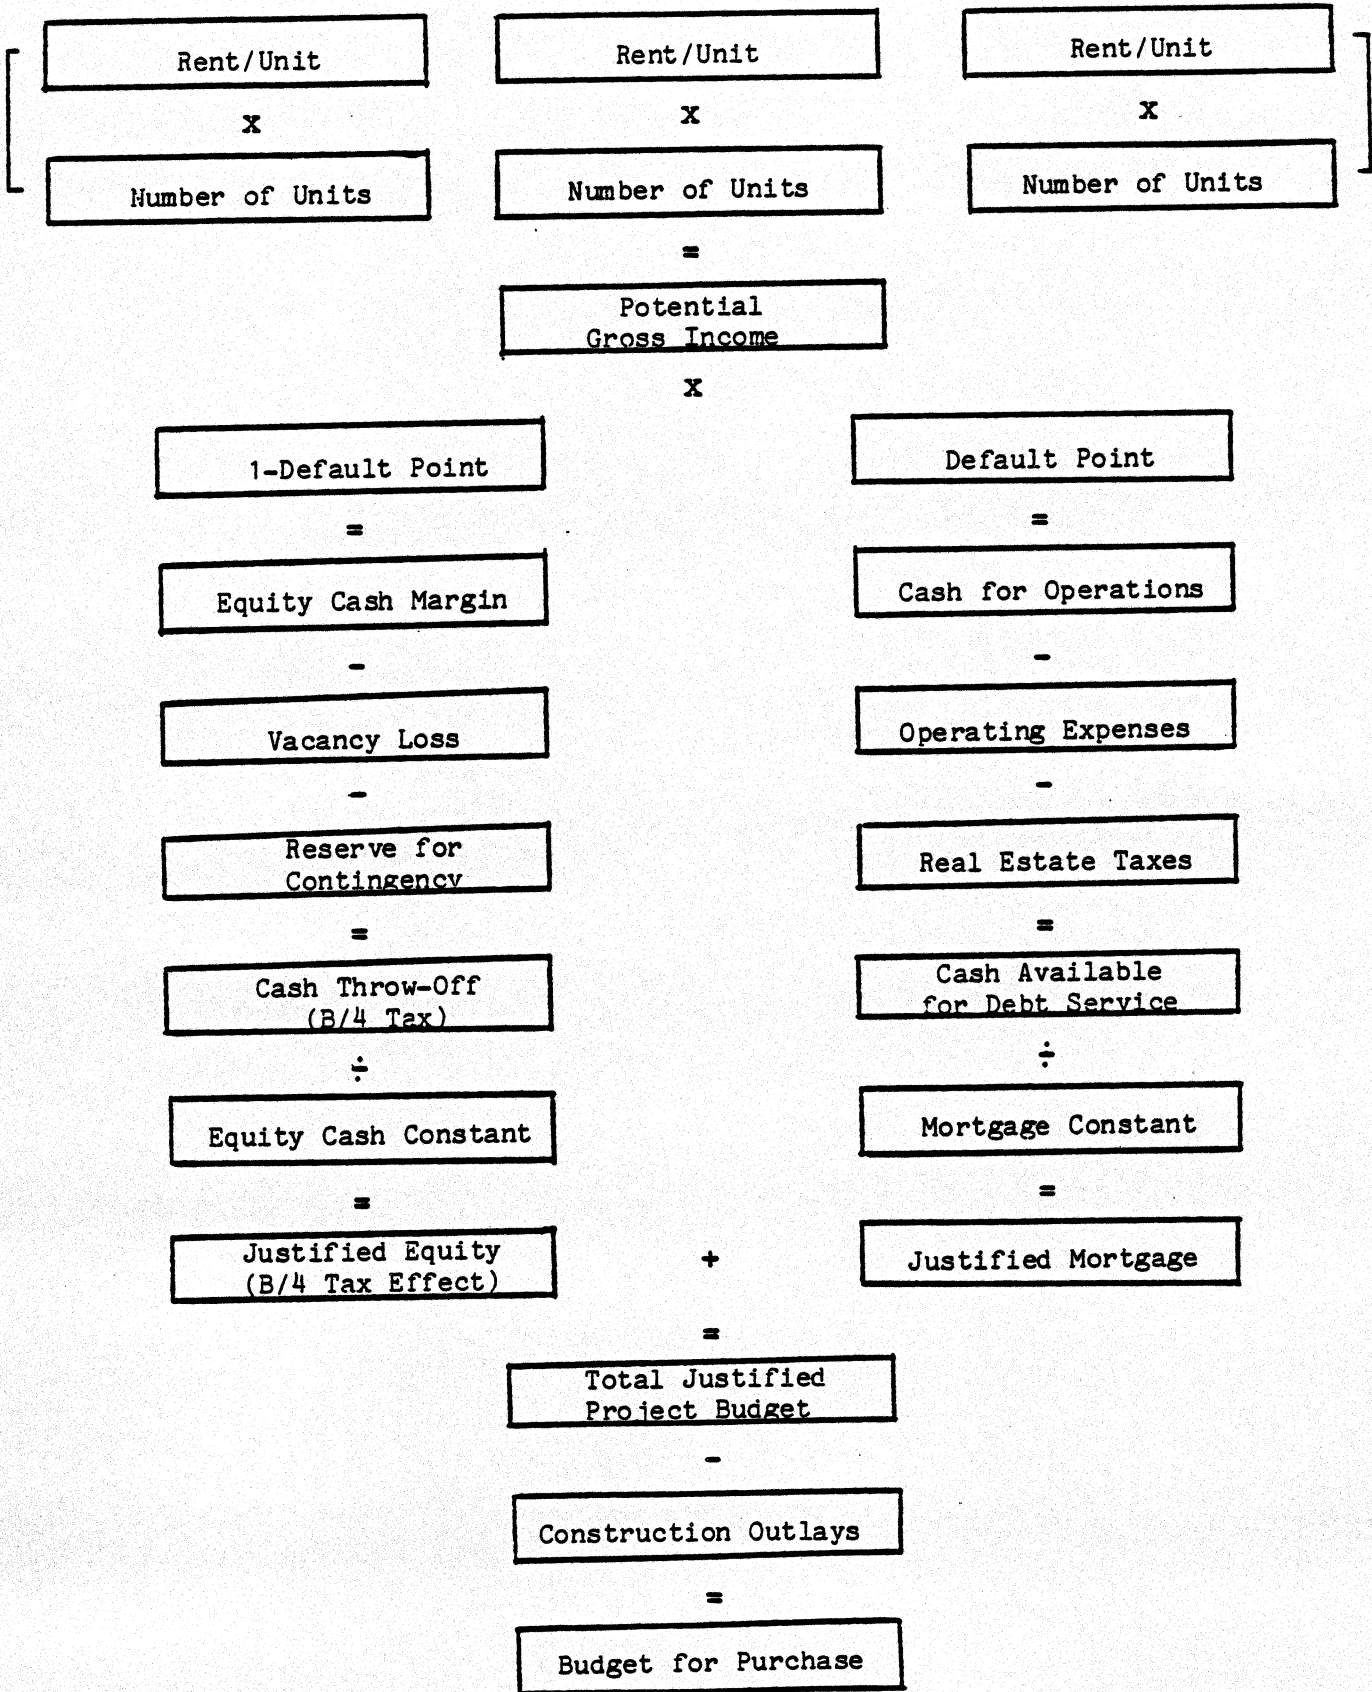 Rent/Unit
Rent/Unit
Rent/Unit
x
x
x
Number of Units
Number of Units
Number of Units
=
Potential
Gross Income
x
1-Default Point
Default Point
=
=
Equity Cash Margin
Cash for Operations
-
-
Vacancy Loss
Operating Expenses
-
-
Reserve for
Contingency
Real Estate Taxes
=
=
Cash Throw-Off
(B/4 Tax)
Cash Available
for Debt Service
÷
÷
Equity Cash Constant
Mortgage Constant
=
=
Justified Equity
(B/4 Tax Effect)
+
Justified Mortgage
=
Total Justified
Project Budget
-
Construction Outlays
=
Budget for Purchase